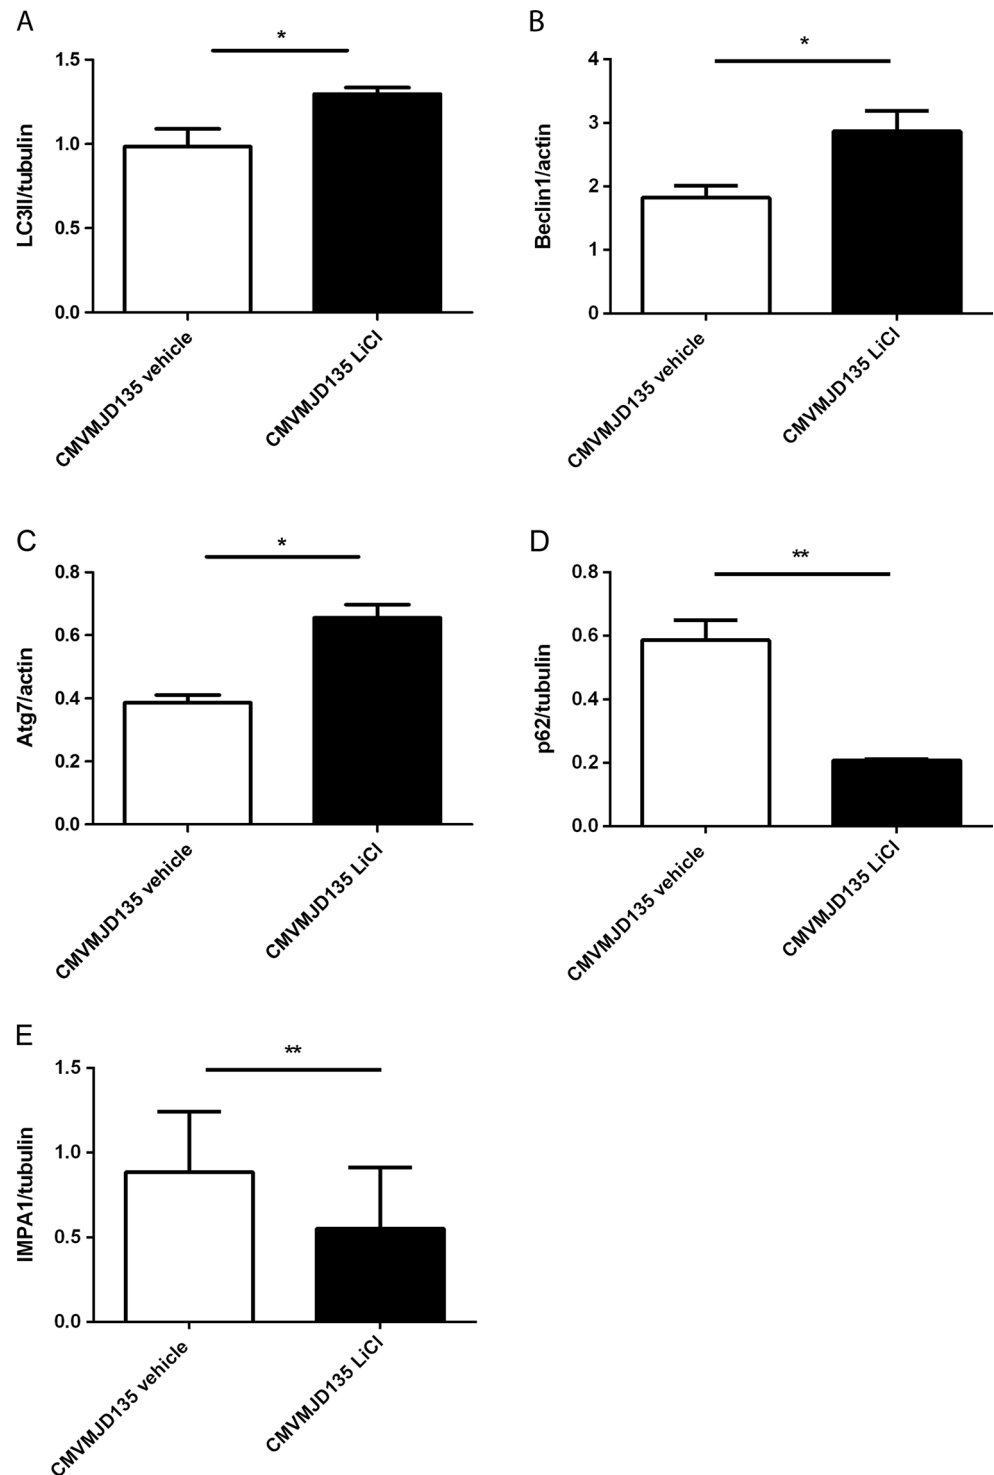 A
*
LC3II/tubulin
1.5
1.0
0.5
0.0
CMVMJD135 vehicle
CMVMJD135 LiCl
B
*
Beclin1/actin
4
3
2
1
0
CMVMJD135 vehicle
CMVMJD135 LiCl
C
*
Atg7/actin
0.8
0.6
0.4
0.2
0.0
CMVMJD135 vehicle
CMVMJD135 LiCl
D
**
p62/tubulin
0.8
0.6
0.4
0.2
0.0
CMVMJD135 vehicle
CMVMJD135 LiCl
E
**
IMPA1/tubulin
1.5
1.0
0.5
0.0
CMVMJD135 vehicle
CMVMJD135 LiCl